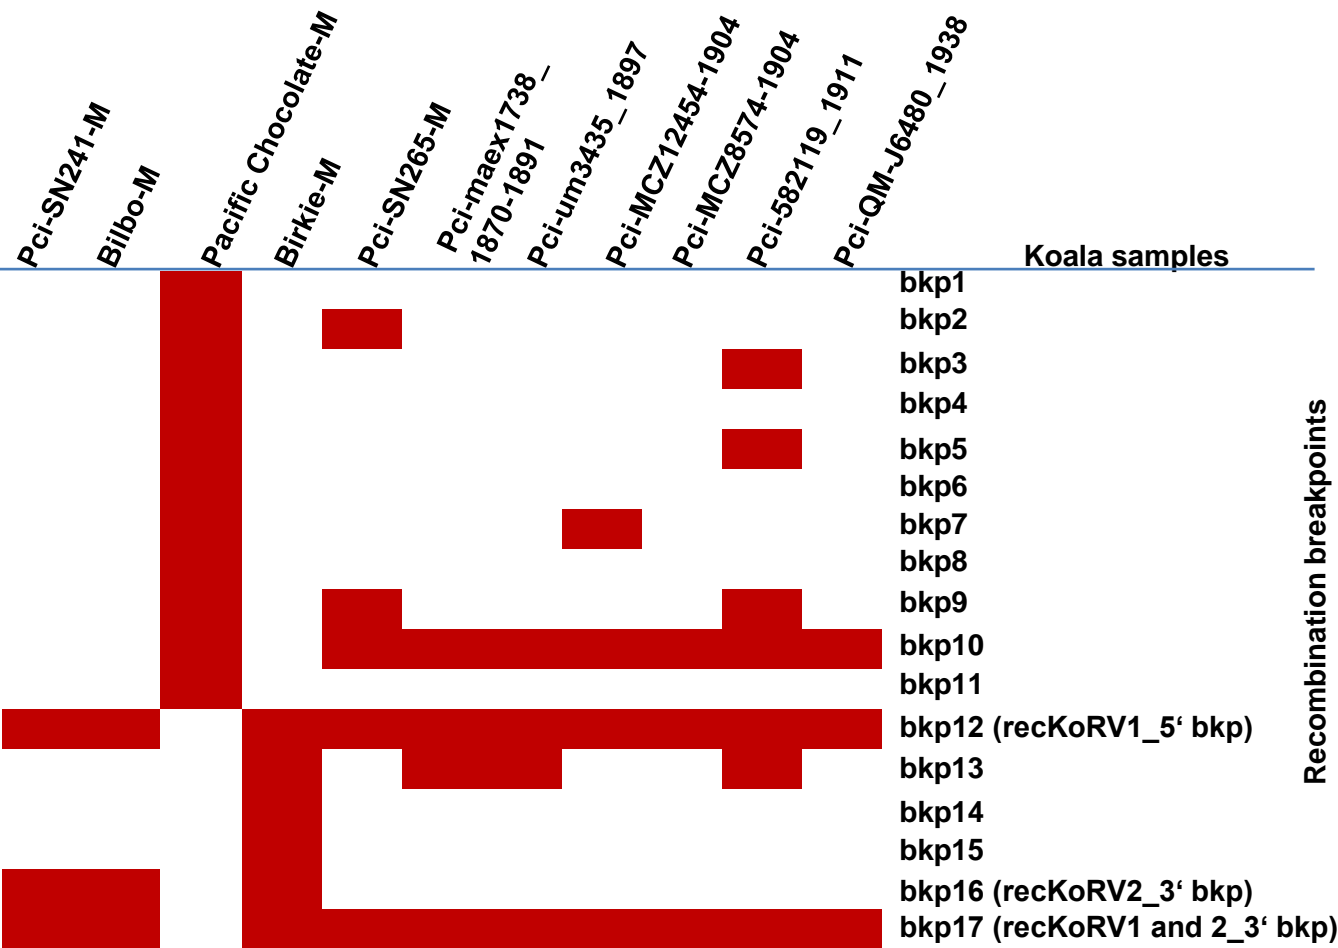 Pci-SN241-M
Bilbo-M
Pacific Chocolate-M
Birkie-M
Pci-SN265-M
Pci-maex1738_
1870-1891
Pci-um3435_1897
Pci-MCZ12454-1904
Pci-MCZ8574-1904
Pci-582119_1911
Pci-QM-J6480_1938
Koala samples
bkp1
bkp2
bkp3
bkp4
bkp5
bkp6
bkp7
bkp8
bkp9
bkp10
bkp11
bkp12 (recKoRV1_5‘ bkp)
bkp13
bkp14
bkp15
bkp16 (recKoRV2_3‘ bkp)
bkp17 (recKoRV1 and 2_3‘ bkp)
Recombination breakpoints